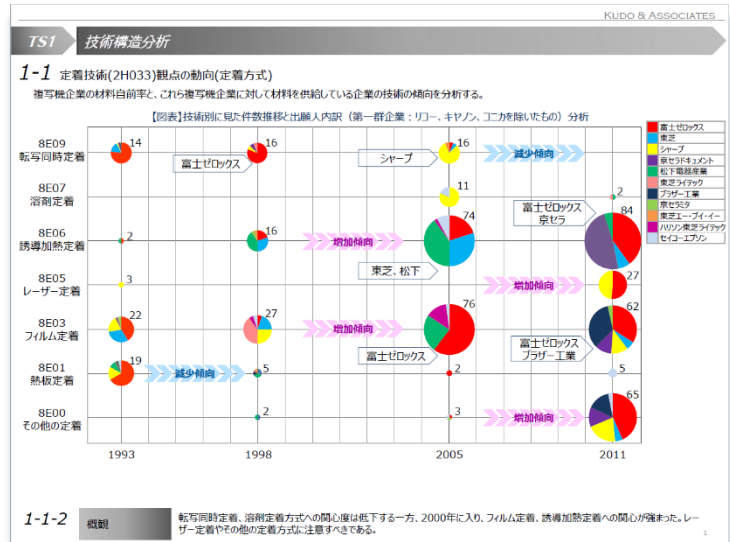 KUDO & ASSOCIATES
TS1 技術構造分析
1-1 定着技術(2H033)観点の動向(定着方式)
複写機企業の材料自前率と、これら複写機企業に対して材料を供給している企業の技術の傾向を分析する。
【図表】技術別に見た件数推移と出願人内訳（第一群企業：リコー、キヤノン、コニカを除いたもの）分析
富士ゼロックス
東芝
シャープ
京セラドキュメント
松下電器産業
東芝ライテック
ブラザー工業
京セラミタ
東芝エー・ブイ・イー
ハリソン東芝ライテック
セイコーエプソン
8E09
転写同時定着
14
富士ゼロックス
16
シャープ
16
減少傾向
8E07
溶剤定着
11
2
富士ゼロックス
京セラ
8E06
誘導加熱定着
2
16
増加傾向
74
東芝、松下
84
8E05
レーザー定着
3
増加傾向
27
8E03
フィルム定着
22
27
増加傾向
76
富士ゼロックス
富士ゼロックス
ブラザー工業
62
8E01
熱板定着
19
減少傾向
5
2
5
8E00
その他の定着
2
3
増加傾向
65
1993
1998
2005
2011
1-1-2 概観
転写同時定着、溶剤定着方式への関心度は低下する一方、2000年に入り、フィルム定着、誘導加熱定着への関心が強まった。レー
ザー定着やその他の定着方式に注意すべきである。
1